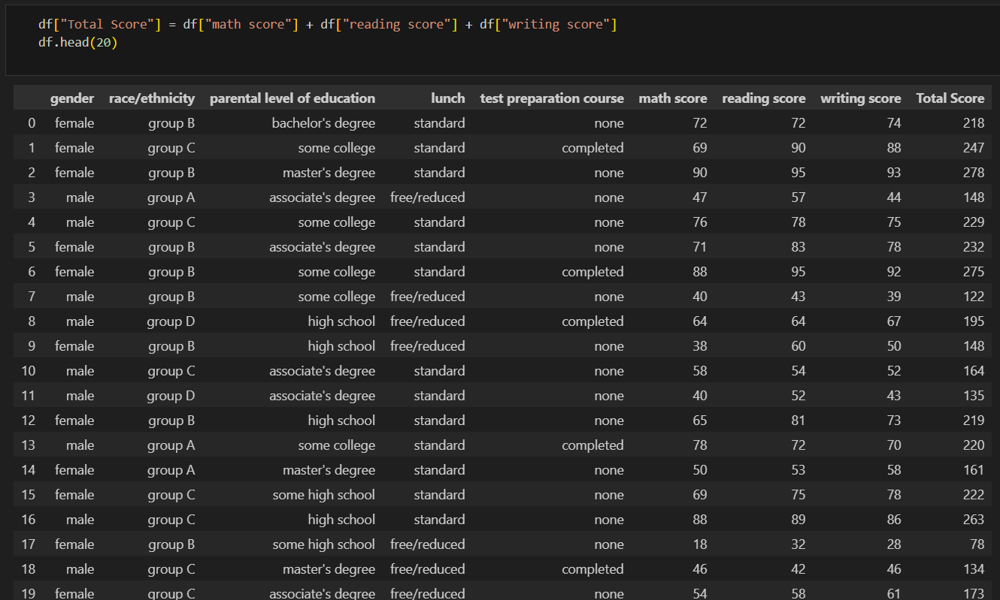 df["Total Score"] = df["math score"] + df["reading score"] + df["writing score"]
df.head(20)
gender race/ethnicity parental level of education lunch test preparation course math score reading score writing score Total Score
0 female group B bachelor's degree standard none 72 72 74 218
1 female group C some college standard completed 69 90 88 247
2 female group B master's degree standard none 90 95 93 278
3 male group A associate's degree free/reduced none 47 57 44 148
4 male group C some college standard none 76 78 75 229
5 female group B associate's degree standard none 71 83 78 232
6 female group B some college standard completed 88 95 92 275
7 male group B some college free/reduced none 40 43 39 122
8 male group D high school free/reduced completed 64 64 67 195
9 female group B high school free/reduced none 38 60 50 148
10 male group C associate's degree standard none 58 54 52 164
11 male group D associate's degree standard none 40 52 43 135
12 female group B high school standard none 65 81 73 219
13 male group A some college standard completed 78 72 70 220
14 female group A master's degree standard none 50 53 58 161
15 female group C some high school standard none 69 75 78 222
16 male group C high school standard none 88 89 86 263
17 female group B some high school free/reduced none 18 32 28 78
18 male group C master's degree free/reduced completed 46 42 46 134
19 female group C associate's degree free/reduced none 54 58 61 173